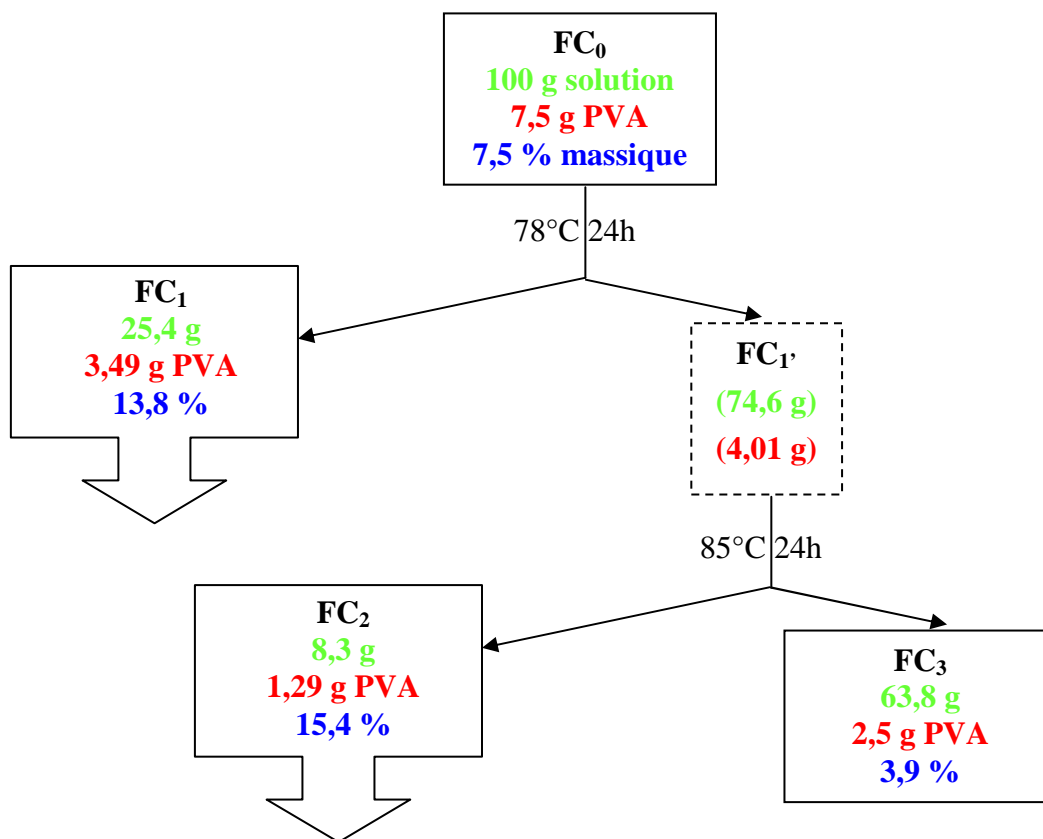 FC₀
100 g solution
7,5 g PVA
7,5 % massique
78°C 24h
FC₁
25,4 g
3,49 g PVA
13,8 %
FC₁’
(74,6 g)
(4,01 g)
85°C 24h
FC₂
8,3 g
1,29 g PVA
15,4 %
FC₃
63,8 g
2,5 g PVA
3,9 %